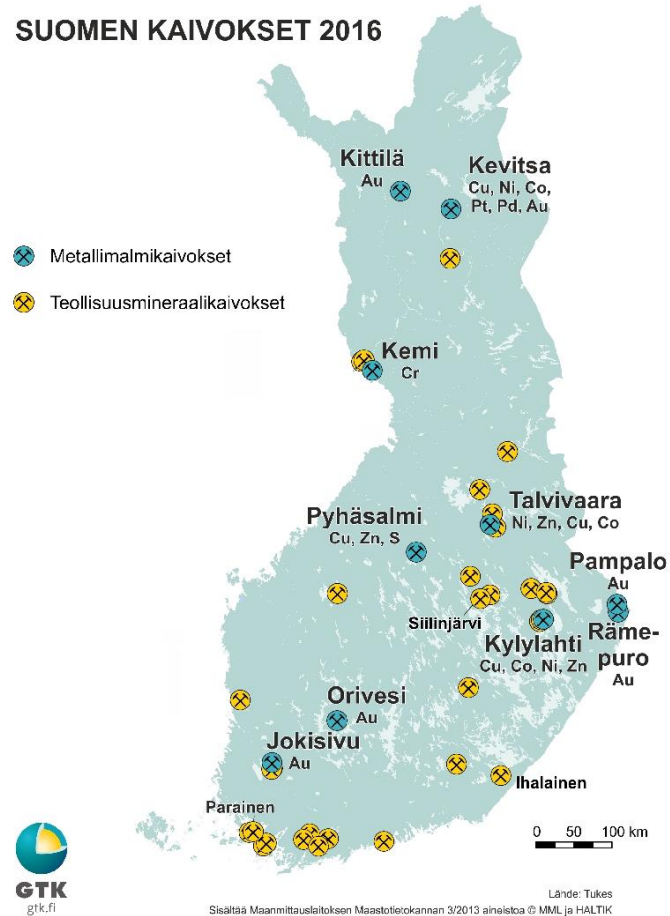 SUOMEN KAIVOKSET 2016
Kittilä
Au
Kevitsa
Cu, Ni, Co,
Pt, Pd, Au
Metallimalmikaivokset
Teollisuusmineraalikaivokset
Kemi
Cr
Talvivaara
Ni, Zn, Cu, Co
Pyhäsalmi
Cu, Zn, S
Pampalo
Au
Siilinjärvi
Kylylahti
Cu, Co, Ni, Zn
Räme-
puro
Au
Orivesi
Au
Jokisivu
Au
Ihalainen
Parainen
0 50 100 km
GTK
gtk.fi
Lähde: Tukes
Sisältää Maanmittauslaitoksen Maastotietokannan 3/2013 aineistoa © MML ja HALTIK